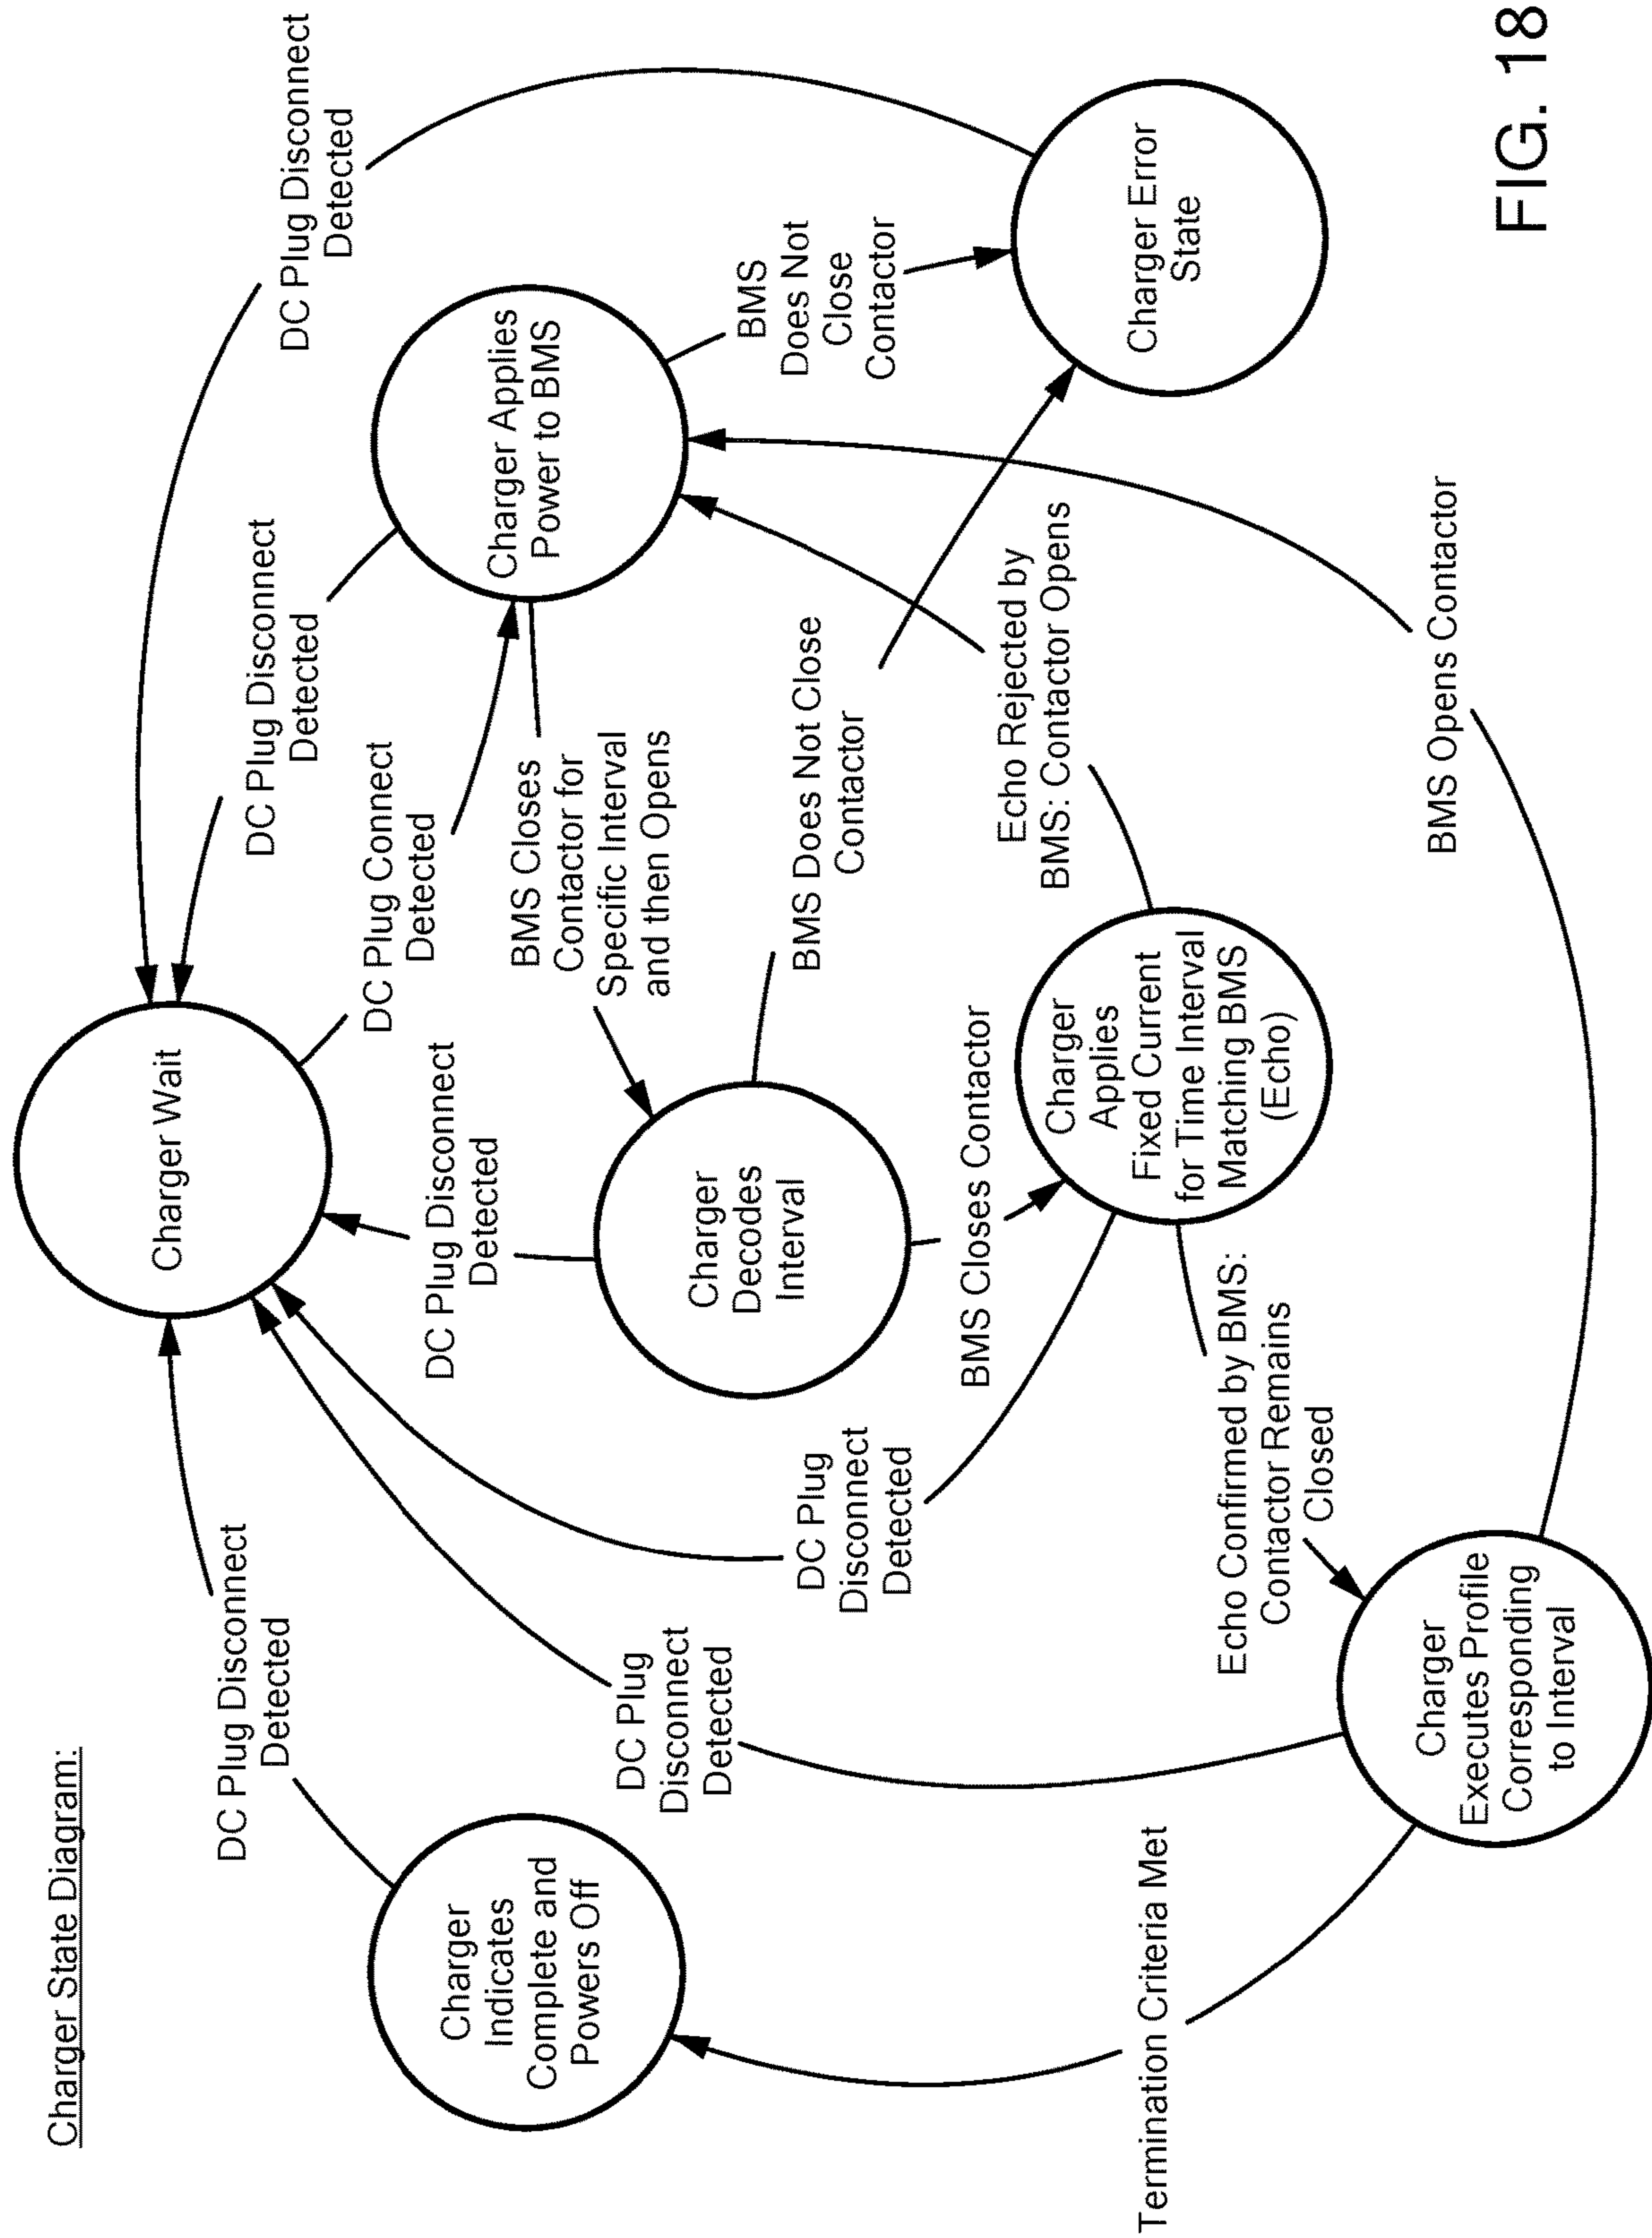 Charger State Diagram:
DC Plug Disconnect
Detected
Charger Wait
DC Plug Disconnect
Detected
DC Plug Disconnect
Detected
DC Plug Connect
Detected
Charger
Indicates
Complete and
Powers Off
DC Plug Disconnect
Detected
BMS Closes
Contactor for
Specific Interval
and then Opens
Charger Applies
Power to BMS
DC Plug
Disconnect
Detected
Charger
Decodes
Interval
BMS Does Not Close
Contactor
BMS
Does Not
Close
Contactor
DC Plug
Disconnect
Detected
BMS Closes Contactor
Echo Rejected by
BMS: Contactor Opens
Charger
Applies
Fixed Current
for Time Interval
Matching BMS
(Echo)
Charger Error
State
Termination Criteria Met
Echo Confirmed by BMS:
Contactor Remains
Closed
Charger
Executes Profile
Corresponding
to Interval
BMS Opens Contactor
FIG. 18